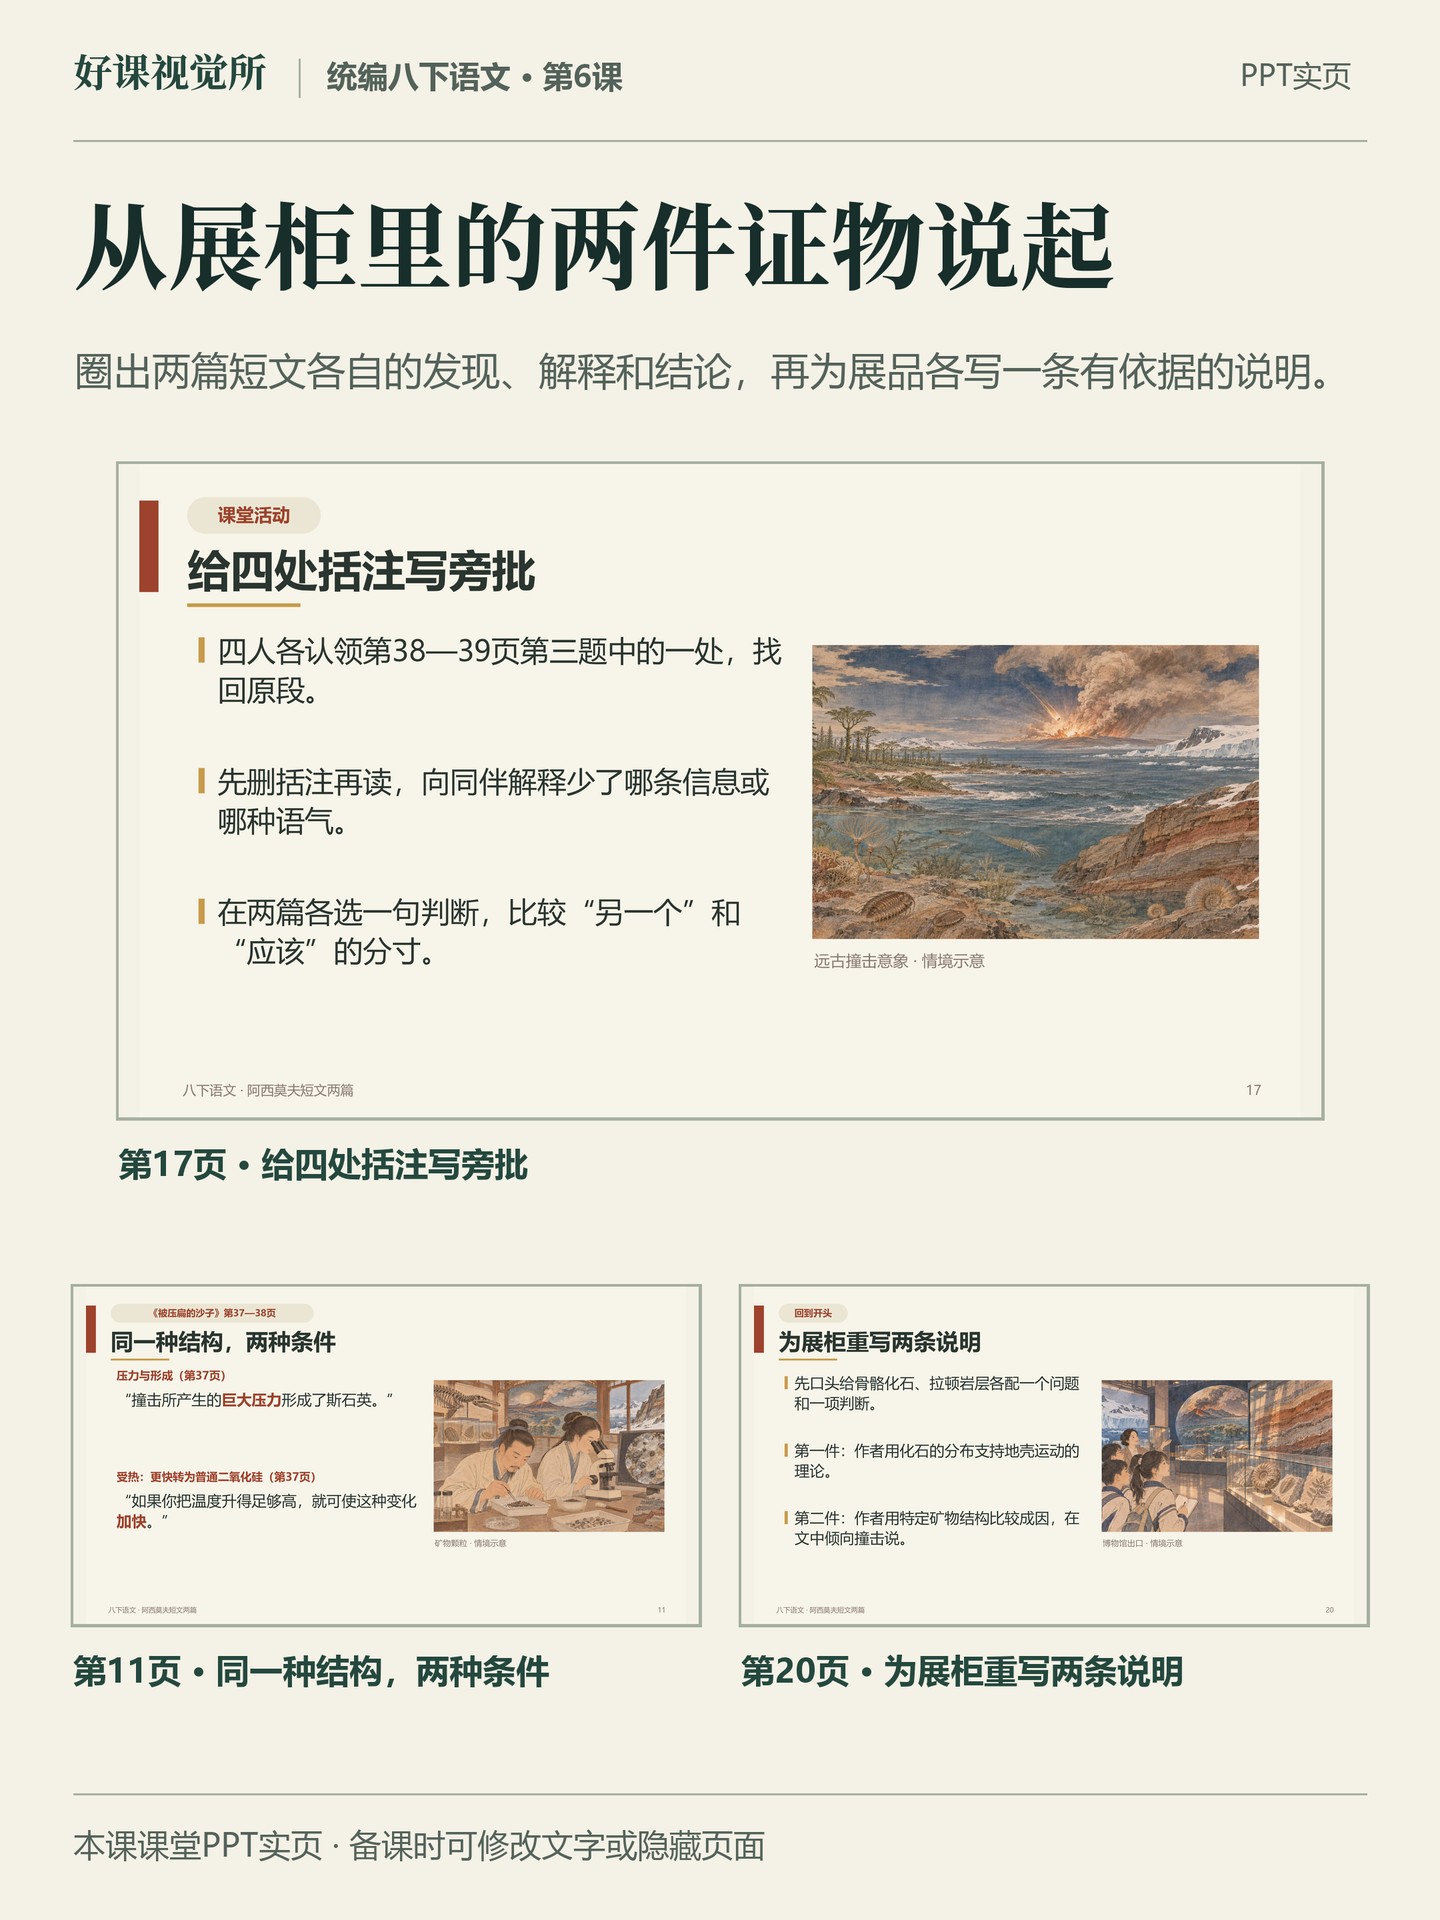 好课视觉所
统编八下语文·第6课
PPT实页
从展柜里的两件证物说起
圈出两篇短文各自的发现、解释和结论，再为展品各写一条有依据的说明。
课堂活动
给四处括注写旁批
四人各认领第38—39页第三题中的一处，找
回原段。
先删括注再读，向同伴解释少了哪条信息或
哪种语气。
在两篇各选一句判断，比较“另一个”和
“应该”的分寸。
远古撞击意象·情境示意
八下语文·阿西莫夫短文两篇
17
第17页·给四处括注写旁批
《被压扁的沙子》第37—38页
同一种结构，两种条件
压力与形成（第37页）
“撞击所产生的巨大压力形成了斯石英。”
受热：更快转为普通二氧化硅（第37页）
“如果你把温度升得足够高，就可使这种变化
加快。”
矿物颗粒·情境示意
八下语文·阿西莫夫短文两篇
11
第11页·同一种结构，两种条件
回到开头
为展柜重写两条说明
先口头给骨骼化石、拉顿岩层各配一个问题
和一项判断。
第一件：作者用化石的分布支持地壳运动的
理论。
第二件：作者用特定矿物结构比较成因，在
文中倾向撞击说。
博物馆出口·情境示意
八下语文·阿西莫夫短文两篇
20
第20页·为展柜重写两条说明
本课课堂PPT实页·备课时可修改文字或隐藏页面